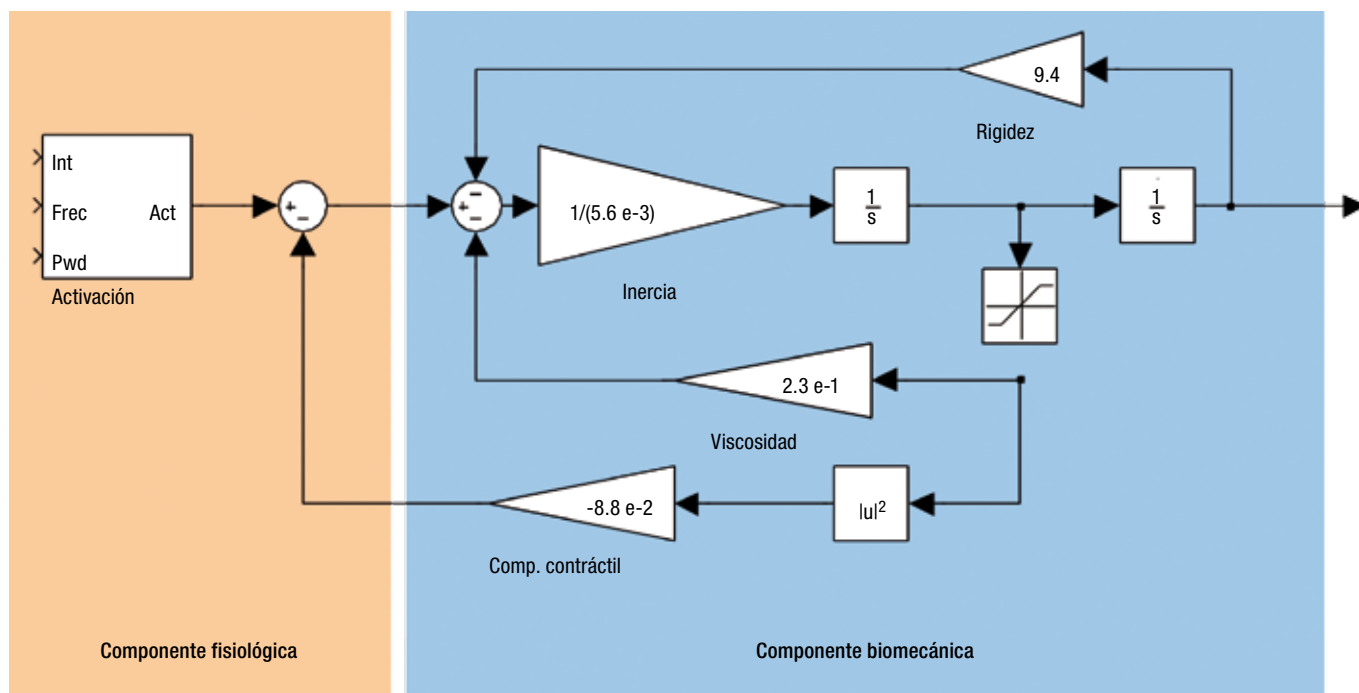 9.4
Rigidez
Int
Frec
Act
Pwd
Activación
+
−
−
+
−
1/(5.6 e-3)
Inercia
1
s
1
s
2.3 e-1
Viscosidad
-8.8 e-2
|u|²
Comp. contráctil
Componente fisiológica
Componente biomecánica